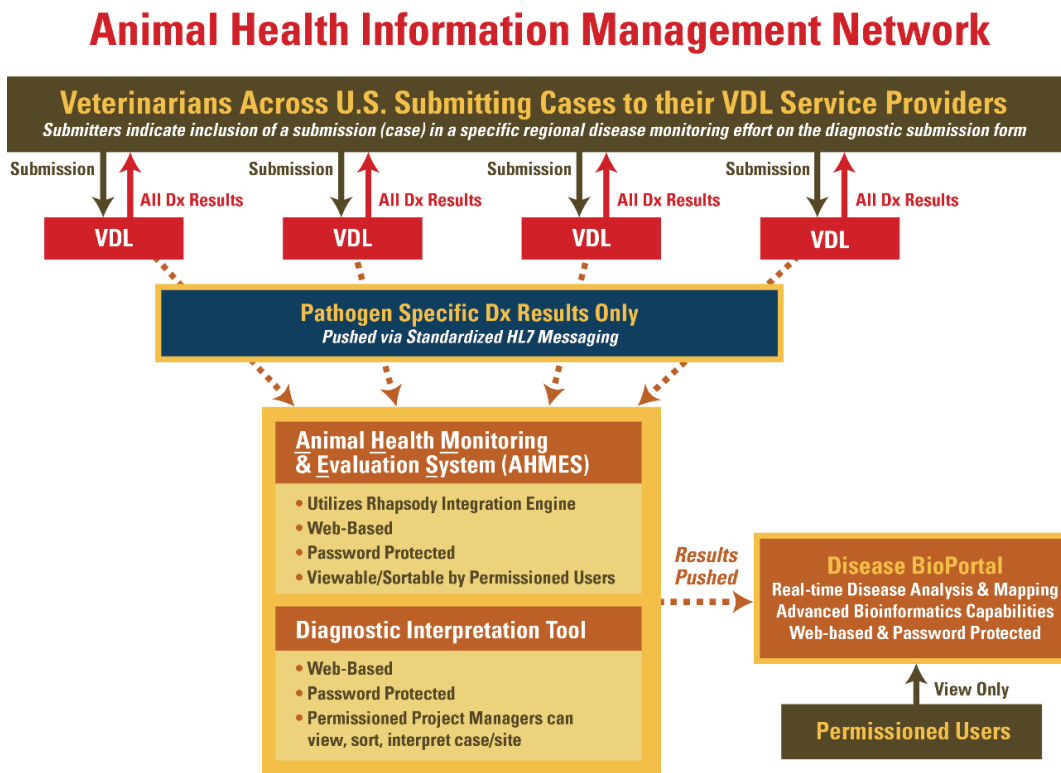 Animal Health Information Management Network
Veterinarians Across U.S. Submitting Cases to their VDL Service Providers
Submitters indicate inclusion of a submission (case) in a specific regional disease monitoring effort on the diagnostic submission form
Submission
All Dx Results
VDL
Submission
All Dx Results
VDL
Submission
All Dx Results
VDL
Submission
All Dx Results
VDL
Pathogen Specific Dx Results Only
Pushed via Standardized HL7 Messaging
Animal Health Monitoring
& Evaluation System (AHMES)
• Utilizes Rhapsody Integration Engine
• Web-Based
• Password Protected
• Viewable/Sortable by Permissioned Users
Diagnostic Interpretation Tool
• Web-Based
• Password Protected
• Permissioned Project Managers can
view, sort, interpret case/site
Results
Pushed
Disease BioPortal
Real-time Disease Analysis & Mapping
Advanced Bioinformatics Capabilities
Web-based & Password Protected
View Only
Permissioned Users